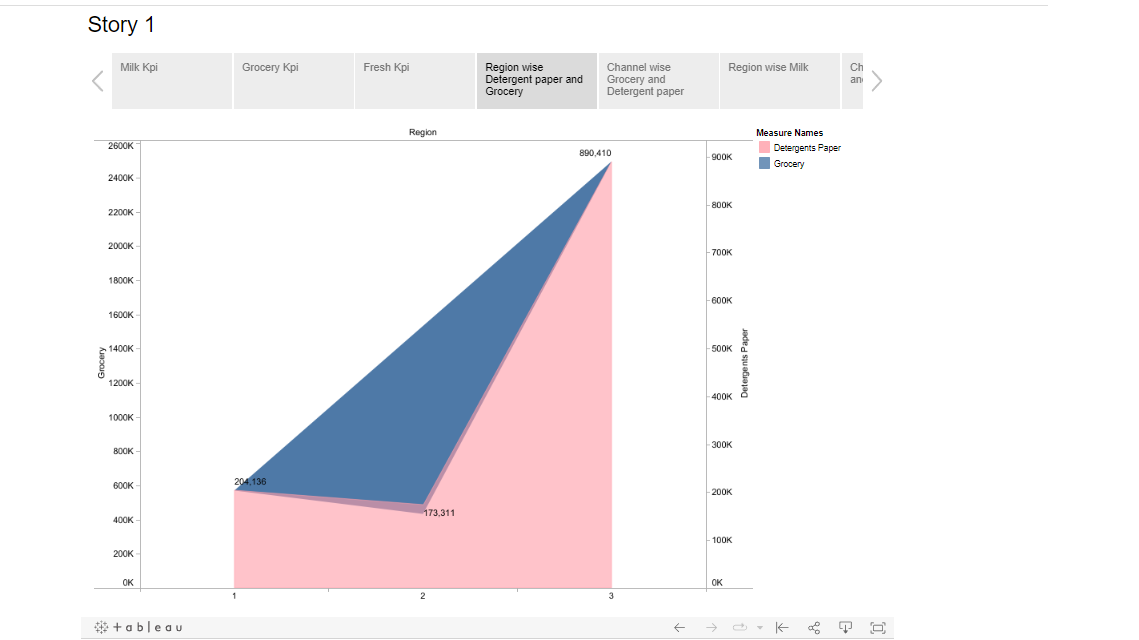 Story 1
Milk Kpi
Grocery Kpi
Fresh Kpi
Region wise
Detergent paper and
Grocery
Channel wise
Grocery and
Detergent paper
Region wise Milk
Ch
an
Region
Measure Names
Detergents Paper
Grocery
2600K
2400K
2200K
2000K
1800K
1600K
1400K
1200K
1000K
800K
600K
400K
200K
0K
Grocery
890,410
204,136
173,311
900K
800K
700K
600K
500K
400K
300K
200K
100K
0K
Detergents Paper
1
2
3
+ableau